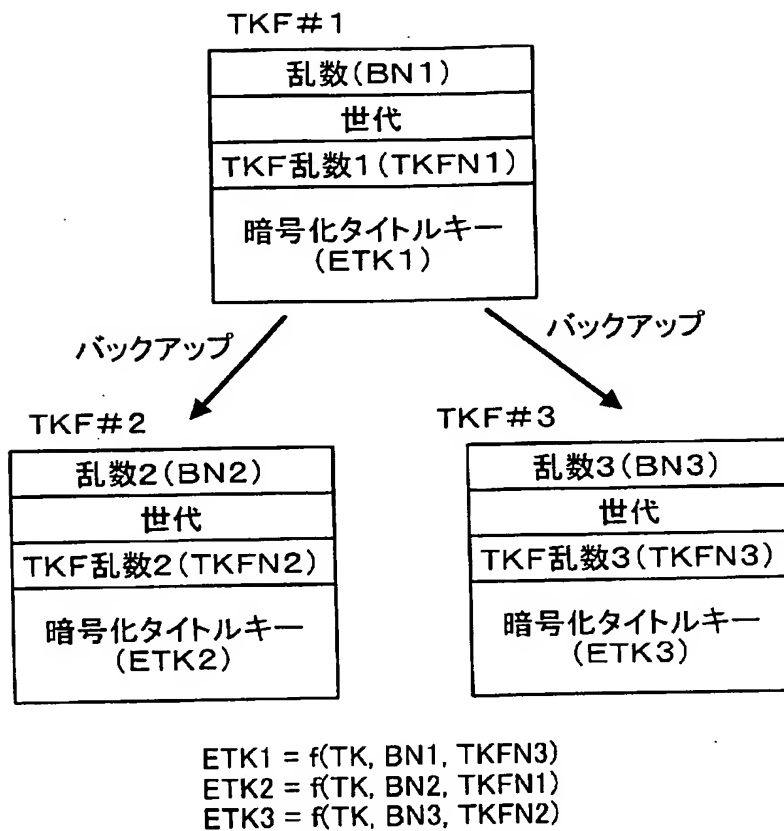 TKF#1
乱数(BN1)
世代
TKF乱数1(TKFN1)
暗号化タイトルキー
(ETK1)
バックアップ
バックアップ
TKF#2
乱数2(BN2)
世代
TKF乱数2(TKFN2)
暗号化タイトルキー
(ETK2)
TKF#3
乱数3(BN3)
世代
TKF乱数3(TKFN3)
暗号化タイトルキー
(ETK3)
ETK1 = f(TK, BN1, TKFN3)
ETK2 = f(TK, BN2, TKFN1)
ETK3 = f(TK, BN3, TKFN2)